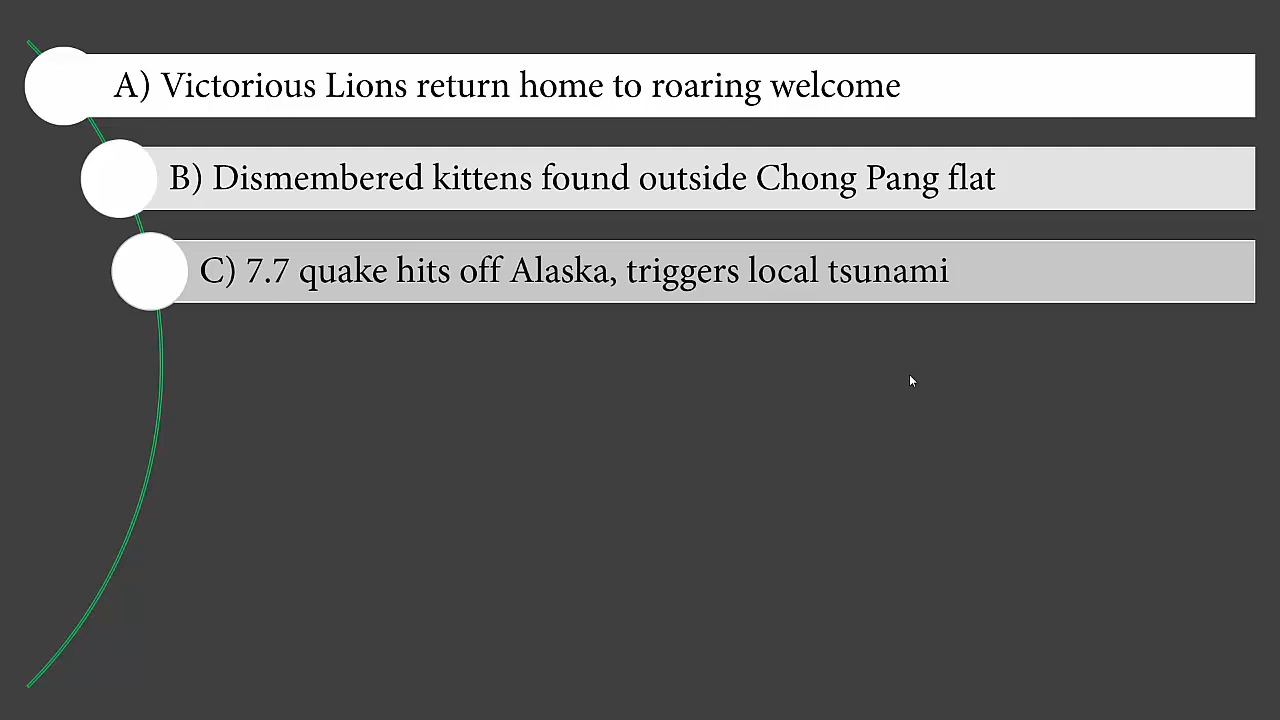 A) Victorious Lions return home to roaring welcome
B) Dismembered kittens found outside Chong Pang flat
C) 7.7 quake hits off Alaska, triggers local tsunami